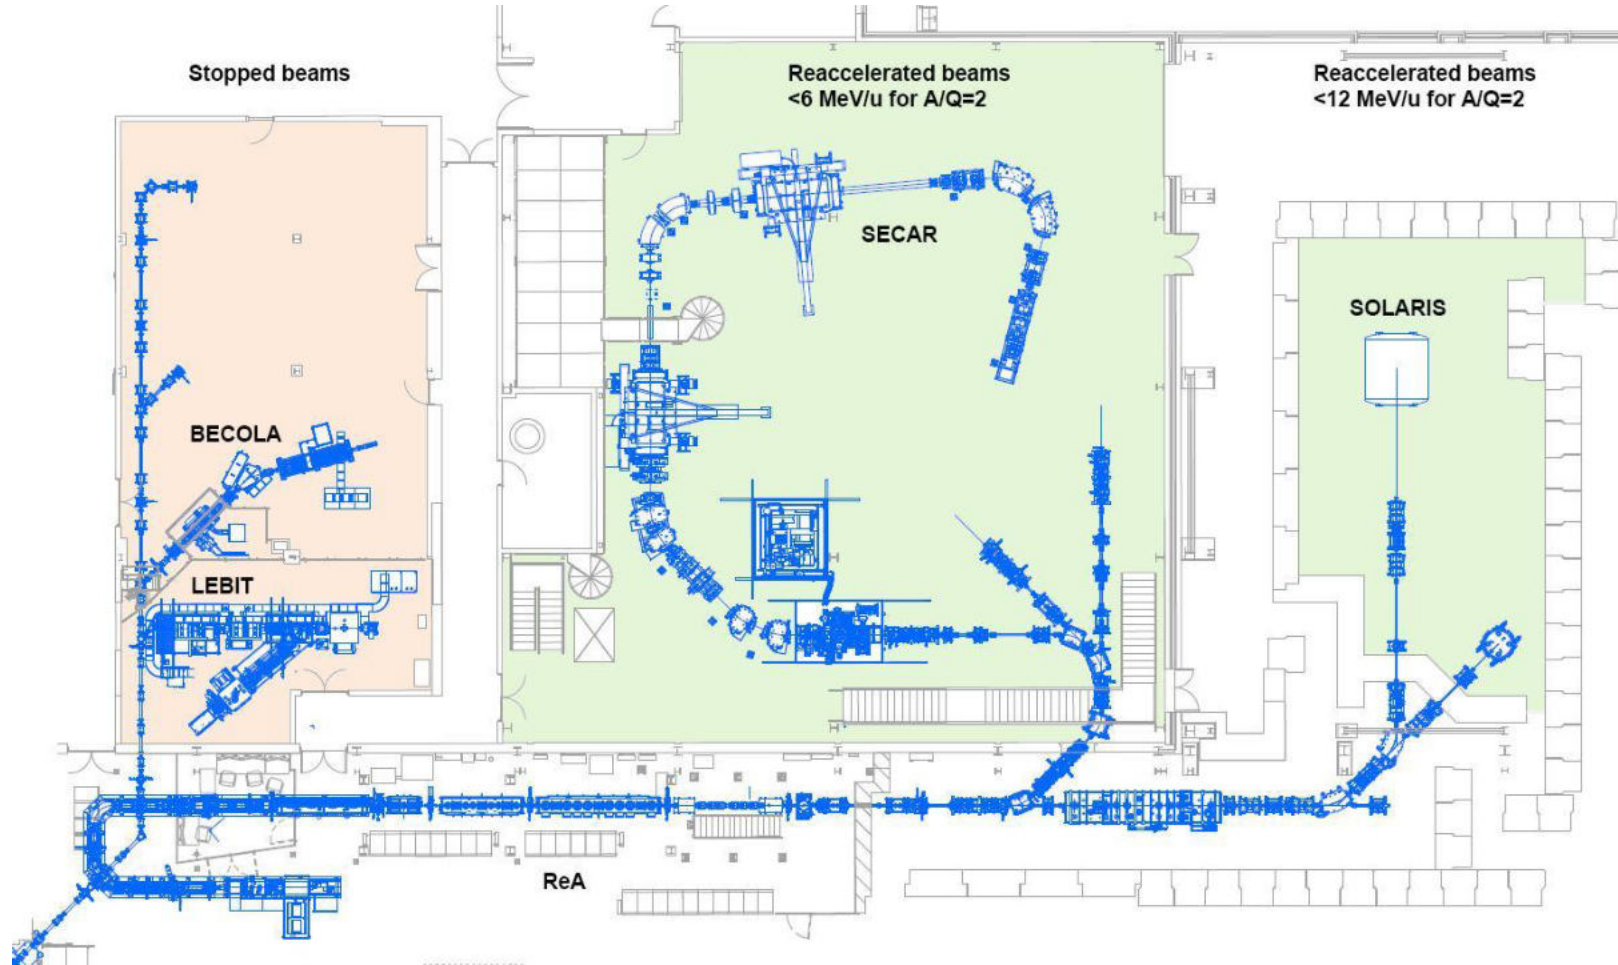 Stopped beams
Reaccelerated beams
<6 MeV/u for A/Q=2
Reaccelerated beams
<12 MeV/u for A/Q=2
SECAR
SOLARIS
BECOLA
LEBIT
ReA